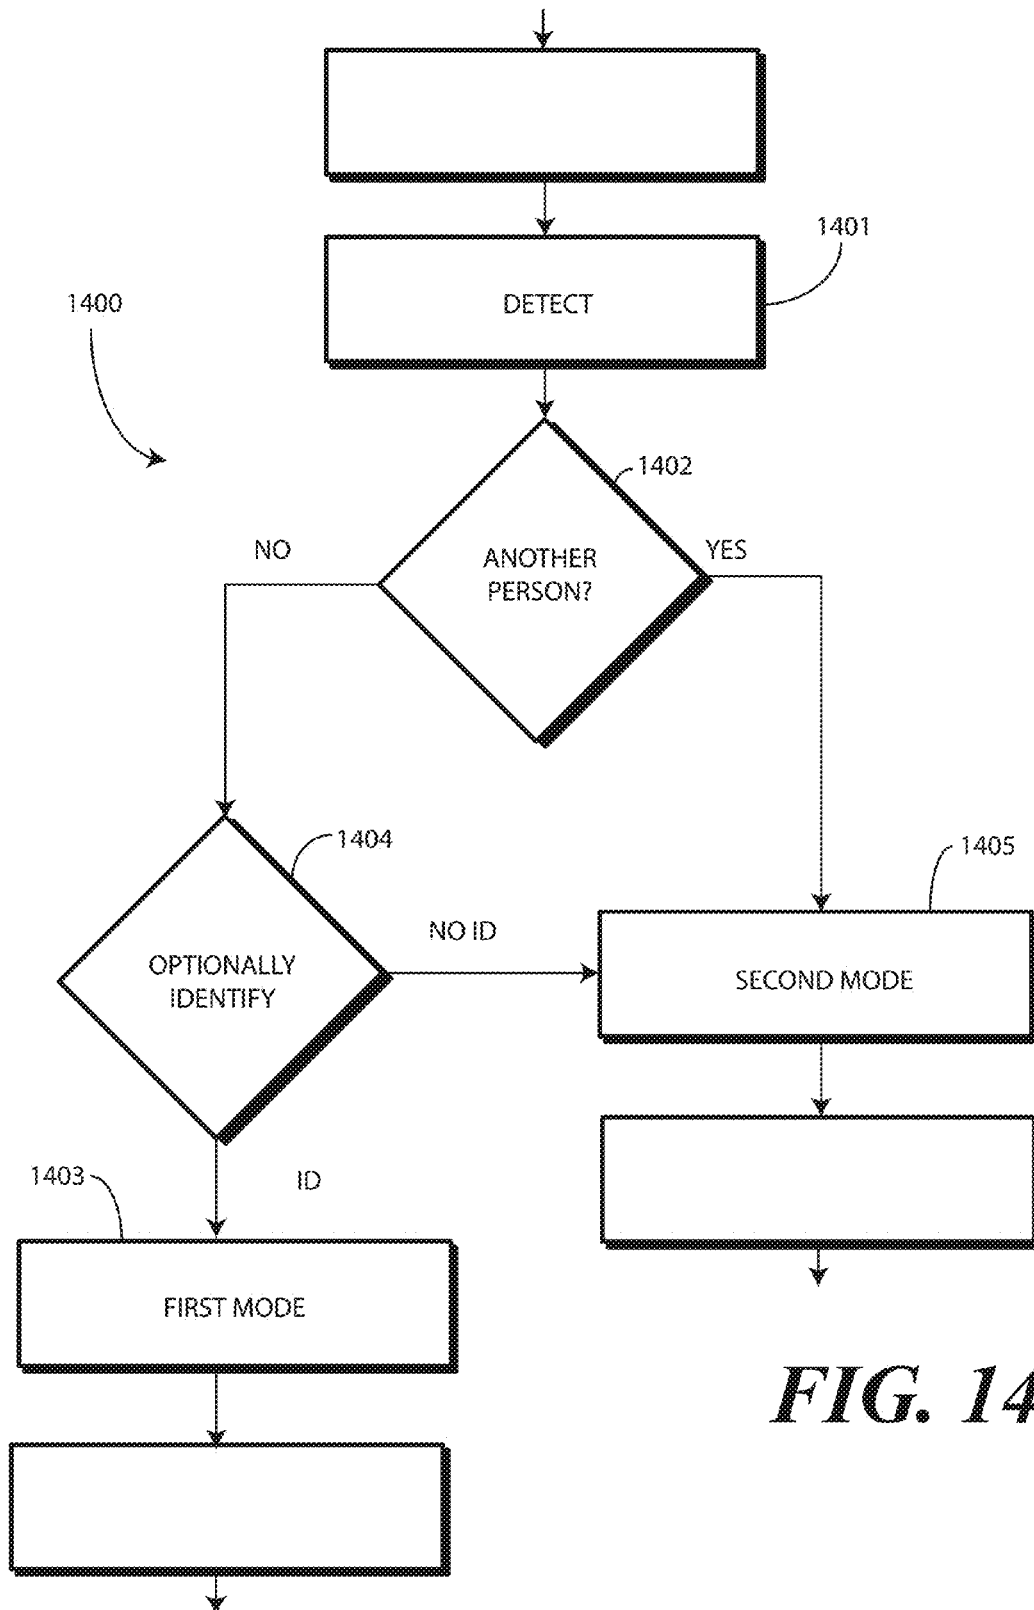 1401
1400
DETECT
1402
NO
YES
ANOTHER
PERSON?
1404
1405
NO ID
OPTIONALLY
IDENTIFY
SECOND MODE
1403
ID
FIRST MODE
FIG. 14